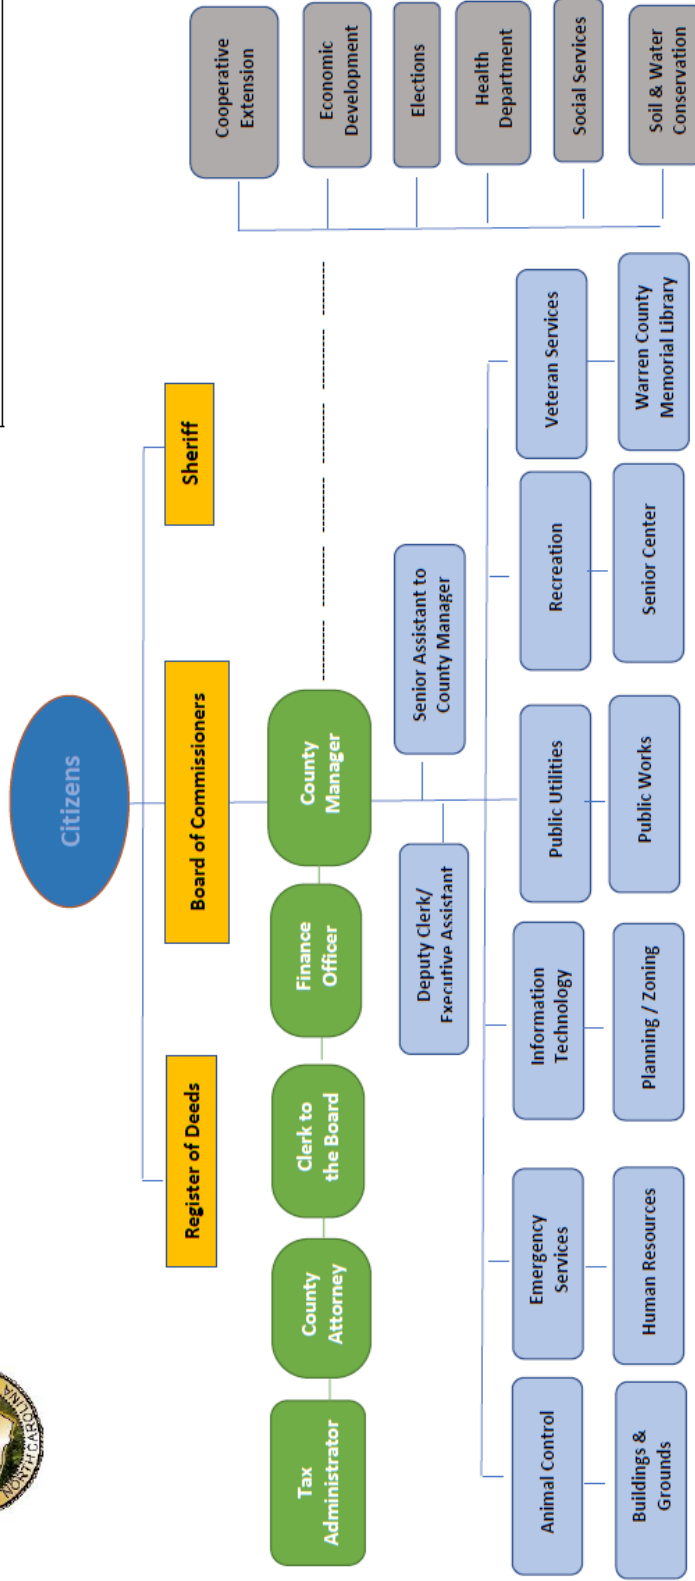 NORTH CAROLINA
Citizens
Register of Deeds
Board of Commissioners
Sheriff
Tax
Administrator
County
Attorney
Clerk to
the Board
Finance
Officer
County
Manager
Deputy Clerk/
Executive Assistant
Senior Assistant to
County Manager
Animal Control
Emergency
Services
Information
Technology
Public Utilities
Recreation
Veteran Services
Buildings &
Grounds
Human Resources
Planning / Zoning
Public Works
Senior Center
Warren County
Memorial Library
Cooperative
Extension
Economic
Development
Elections
Health
Department
Social Services
Soil & Water
Conservation